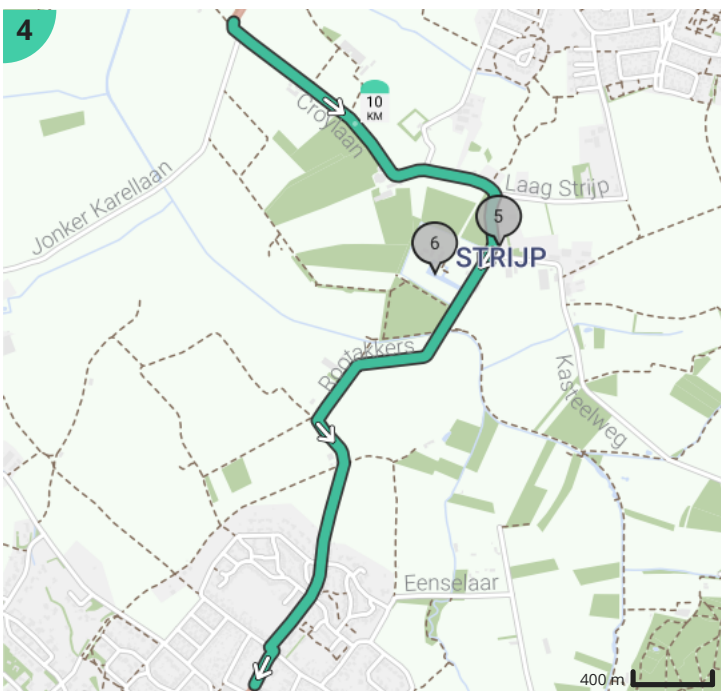 4
10
KM
Croylaan
Laag Strijp
Jonker Karellaan
5
6
STRIJP
Rootakkers
Kasteelweg
Eenselaar
400 m